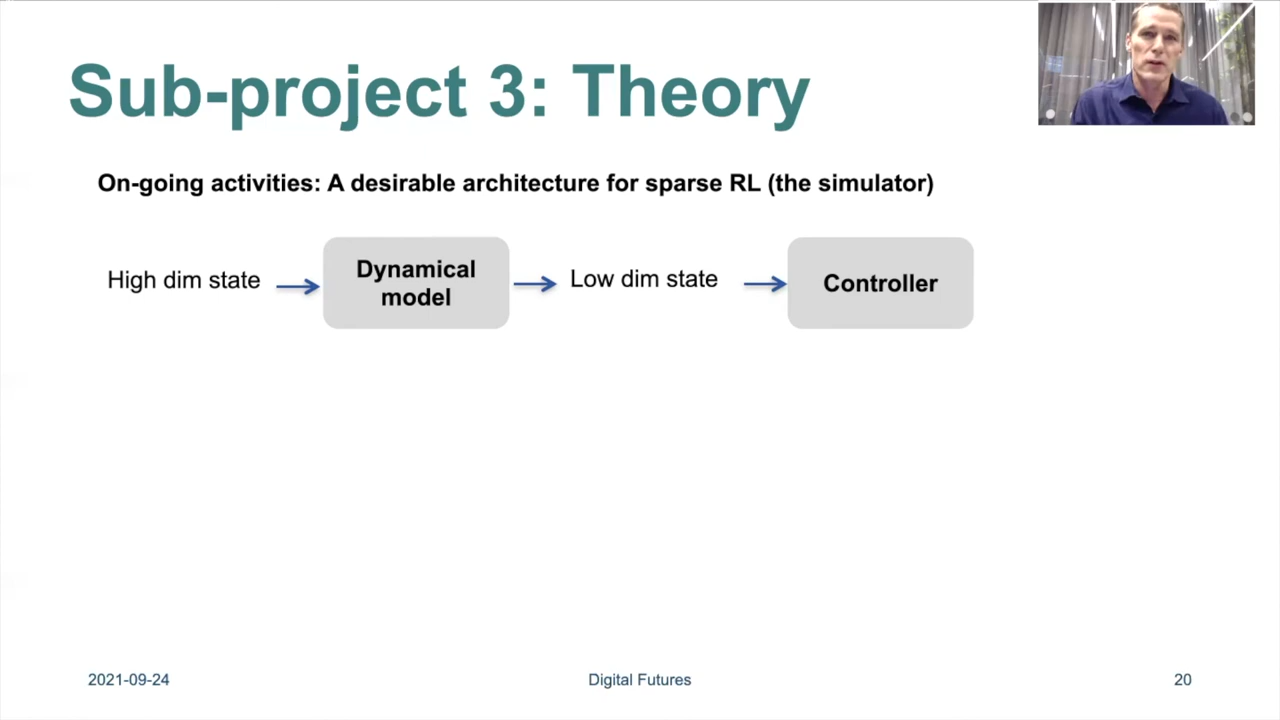 Sub-project 3: Theory
On-going activities: A desirable architecture for sparse RL (the simulator)
High dim state
Dynamical
model
Low dim state
Controller
2021-09-24
Digital Futures
20